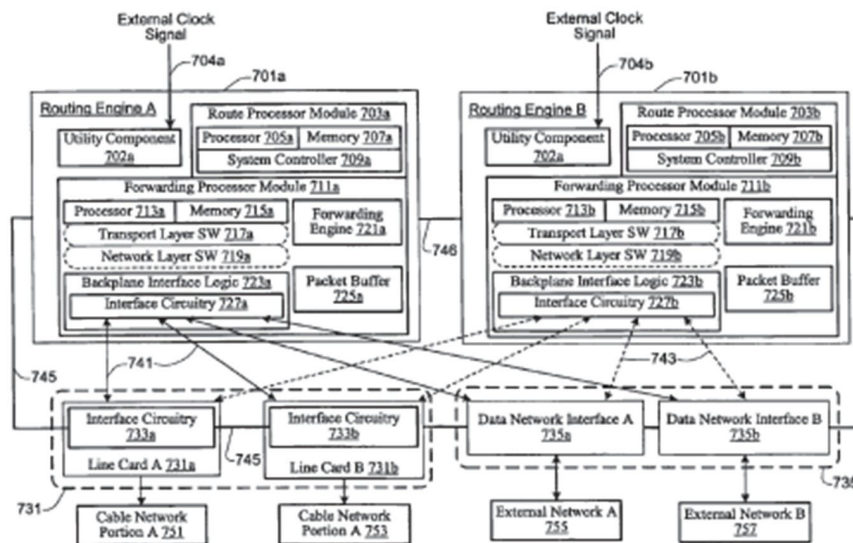 External Clock
Signal
704a
701a
Routing Engine A
Route Processor Module 703a
Processor 705a
Memory 707a
System Controller 709a
Utility Component
702a
Forwarding Processor Module 711a
Processor 713a
Memory 715a
Transport Layer SW 717a
Network Layer SW 719a
Forwarding
Engine 721a
Backplane Interface Logic 723a
Interface Circuitry 727a
Packet Buffer
725a
External Clock
Signal
704b
701b
Routing Engine B
Route Processor Module 703b
Processor 705b
Memory 707b
System Controller 709b
Utility Component
702a
Forwarding Processor Module 711b
Processor 713b
Memory 715b
Transport Layer SW 717b
Network Layer SW 719b
Forwarding
Engine 721b
Backplane Interface Logic 723b
Interface Circuitry 727b
Packet Buffer
725b
746
741
743
745
Interface Circuitry
733a
Line Card A 731a
745
Interface Circuitry
733b
Line Card B 731b
Data Network Interface A
735a
Data Network Interface B
735b
731
Cable Network
Portion A 751
Cable Network
Portion A 753
External Network A
755
External Network B
757